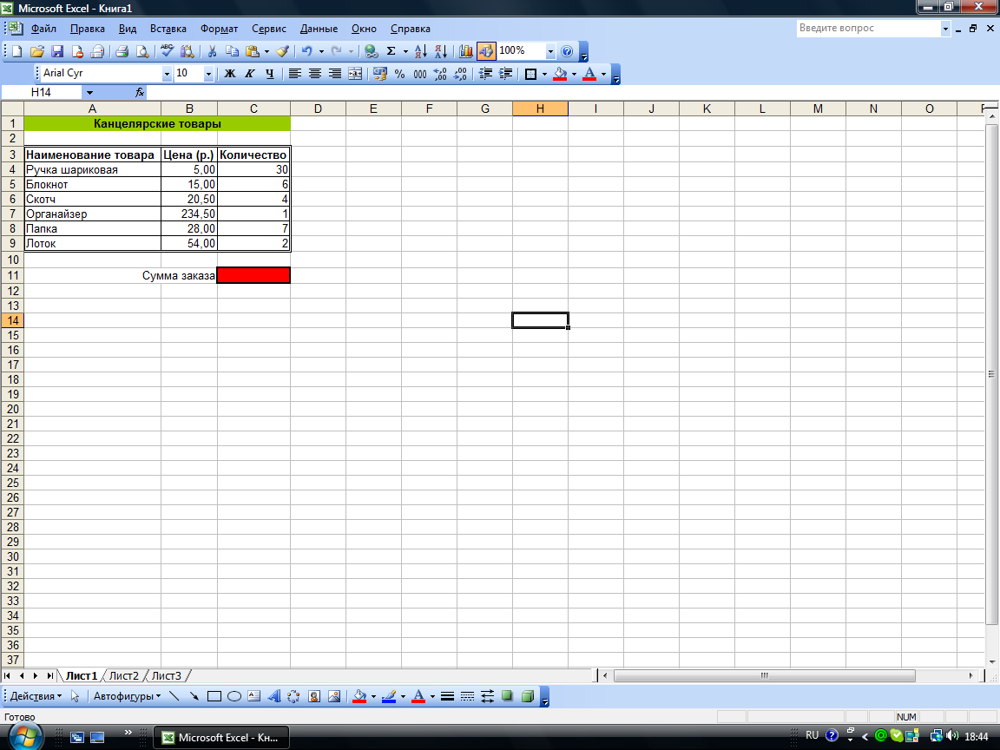 Microsoft Excel - Книга1
Файл Правка Вид Вставка Формат Сервис Данные Окно Справка Введите вопрос
100%
Arial Cyr 10 Ж К Ч % 000
H14 fx
A B C D E F G H I J K L M N O
1 Канцелярские товары
2
3 Наименование товара Цена (р.) Количество
4 Ручка шариковая 5,00 30
5 Блокнот 15,00 6
6 Скотч 20,50 4
7 Органайзер 234,50 1
8 Папка 28,00 7
9 Лоток 54,00 2
10
11 Сумма заказа
12
13
14
15
16
17
18
19
20
21
22
23
24
25
26
27
28
29
30
31
32
33
34
35
36
37
Лист1 Лист2 Лист3
Действия Автофигуры
Готово NUM
Microsoft Excel - Кн... RU 18:44